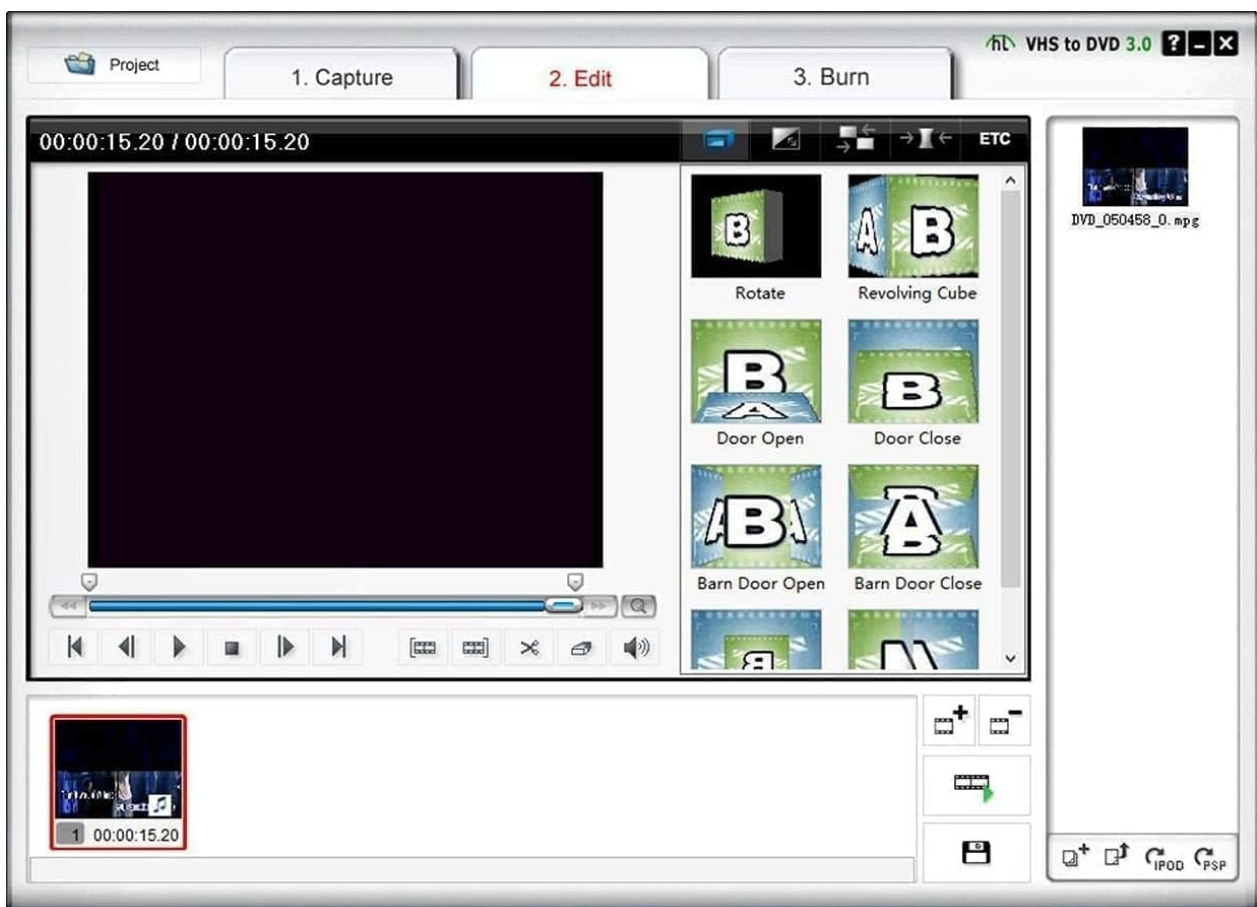 hL VHS to DVD 3.0 ? - X
Project
1. Capture
2. Edit
3. Burn
00:00:15.20 / 00:00:15.20
ETC
B
A B
Rotate
Revolving Cube
B
A
B
Door Open
Door Close
A B A
A
B
Barn Door Open
Barn Door Close
DVD_050458_0.mpg
1 00:00:15.20
IPOD
PSP